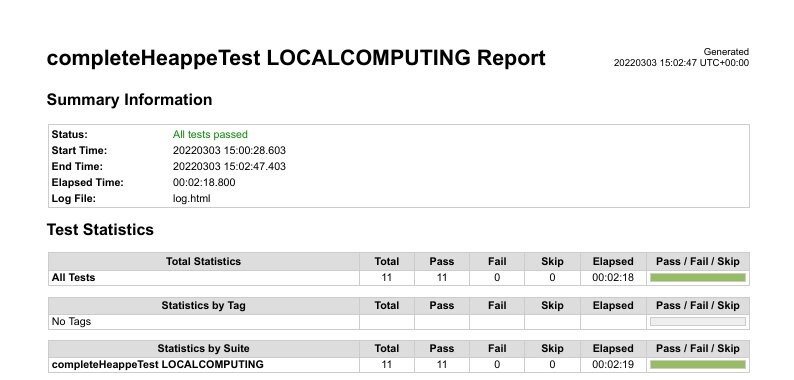 completeHeappeTest LOCALCOMPUTING Report
Generated
20220303 15:02:47 UTC+00:00
Summary Information
Status: All tests passed
Start Time: 20220303 15:00:28.603
End Time: 20220303 15:02:47.403
Elapsed Time: 00:02:18.800
Log File: log.html
Test Statistics
Total Statistics Total Pass Fail Skip Elapsed Pass / Fail / Skip
All Tests 11 11 0 0 00:02:18
Statistics by Tag Total Pass Fail Skip Elapsed Pass / Fail / Skip
No Tags
Statistics by Suite Total Pass Fail Skip Elapsed Pass / Fail / Skip
completeHeappeTest LOCALCOMPUTING 11 11 0 0 00:02:19